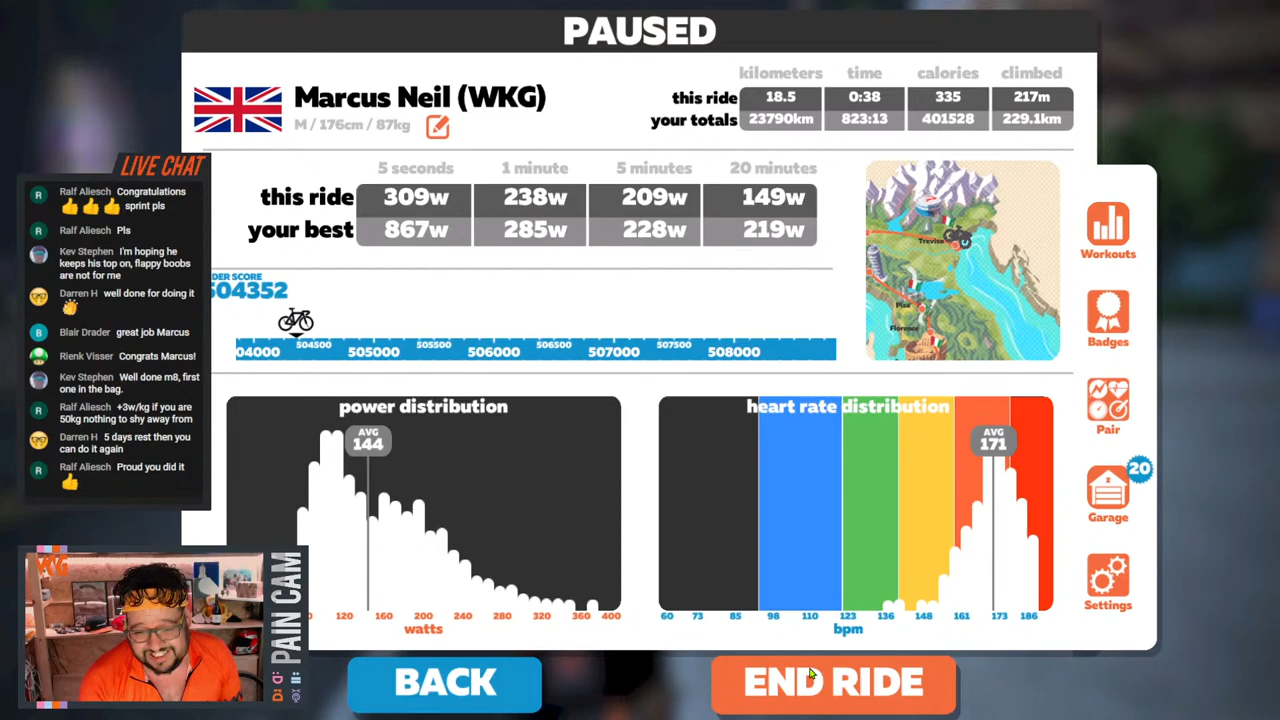 PAUSED
Marcus Neil (WKG)
M / 176cm / 87kg
kilometers time calories climbed
this ride 18.5 0:38 335 217m
your totals 23790km 823:13 401528 229.1km
5 seconds 1 minute 5 minutes 20 minutes
this ride 309w 238w 209w 149w
your best 867w 285w 228w 219w
DER SCORE
504352
04000 504500 505000 505500 506000 506500 507000 507500 508000
Treviso
Pisa
Florence
power distribution
AVG
144
120 160 200 240 280 320 360 400
watts
heart rate distribution
AVG
171
60 73 85 98 110 123 136 148 161 173 186
bpm
Workouts
Badges
Pair
20
Garage
Settings
LIVE CHAT
R Ralf Aliesch Congratulations
👍👍👍 sprint pls
R Ralf Aliesch Pls
Kev Stephen I'm hoping he
keeps his top on, flappy boobs
are not for me
Darren H well done for doing it
👏
B Blair Drader great job Marcus
Rienk Visser Congrats Marcus!
Kev Stephen Well done m8, first
one in the bag.
R Ralf Aliesch +3w/kg if you are
50kg nothing to shy away from
Darren H 5 days rest then you
can do it again
R Ralf Aliesch Proud you did it
👍
WKG
PAIN CAM
BACK
END RIDE